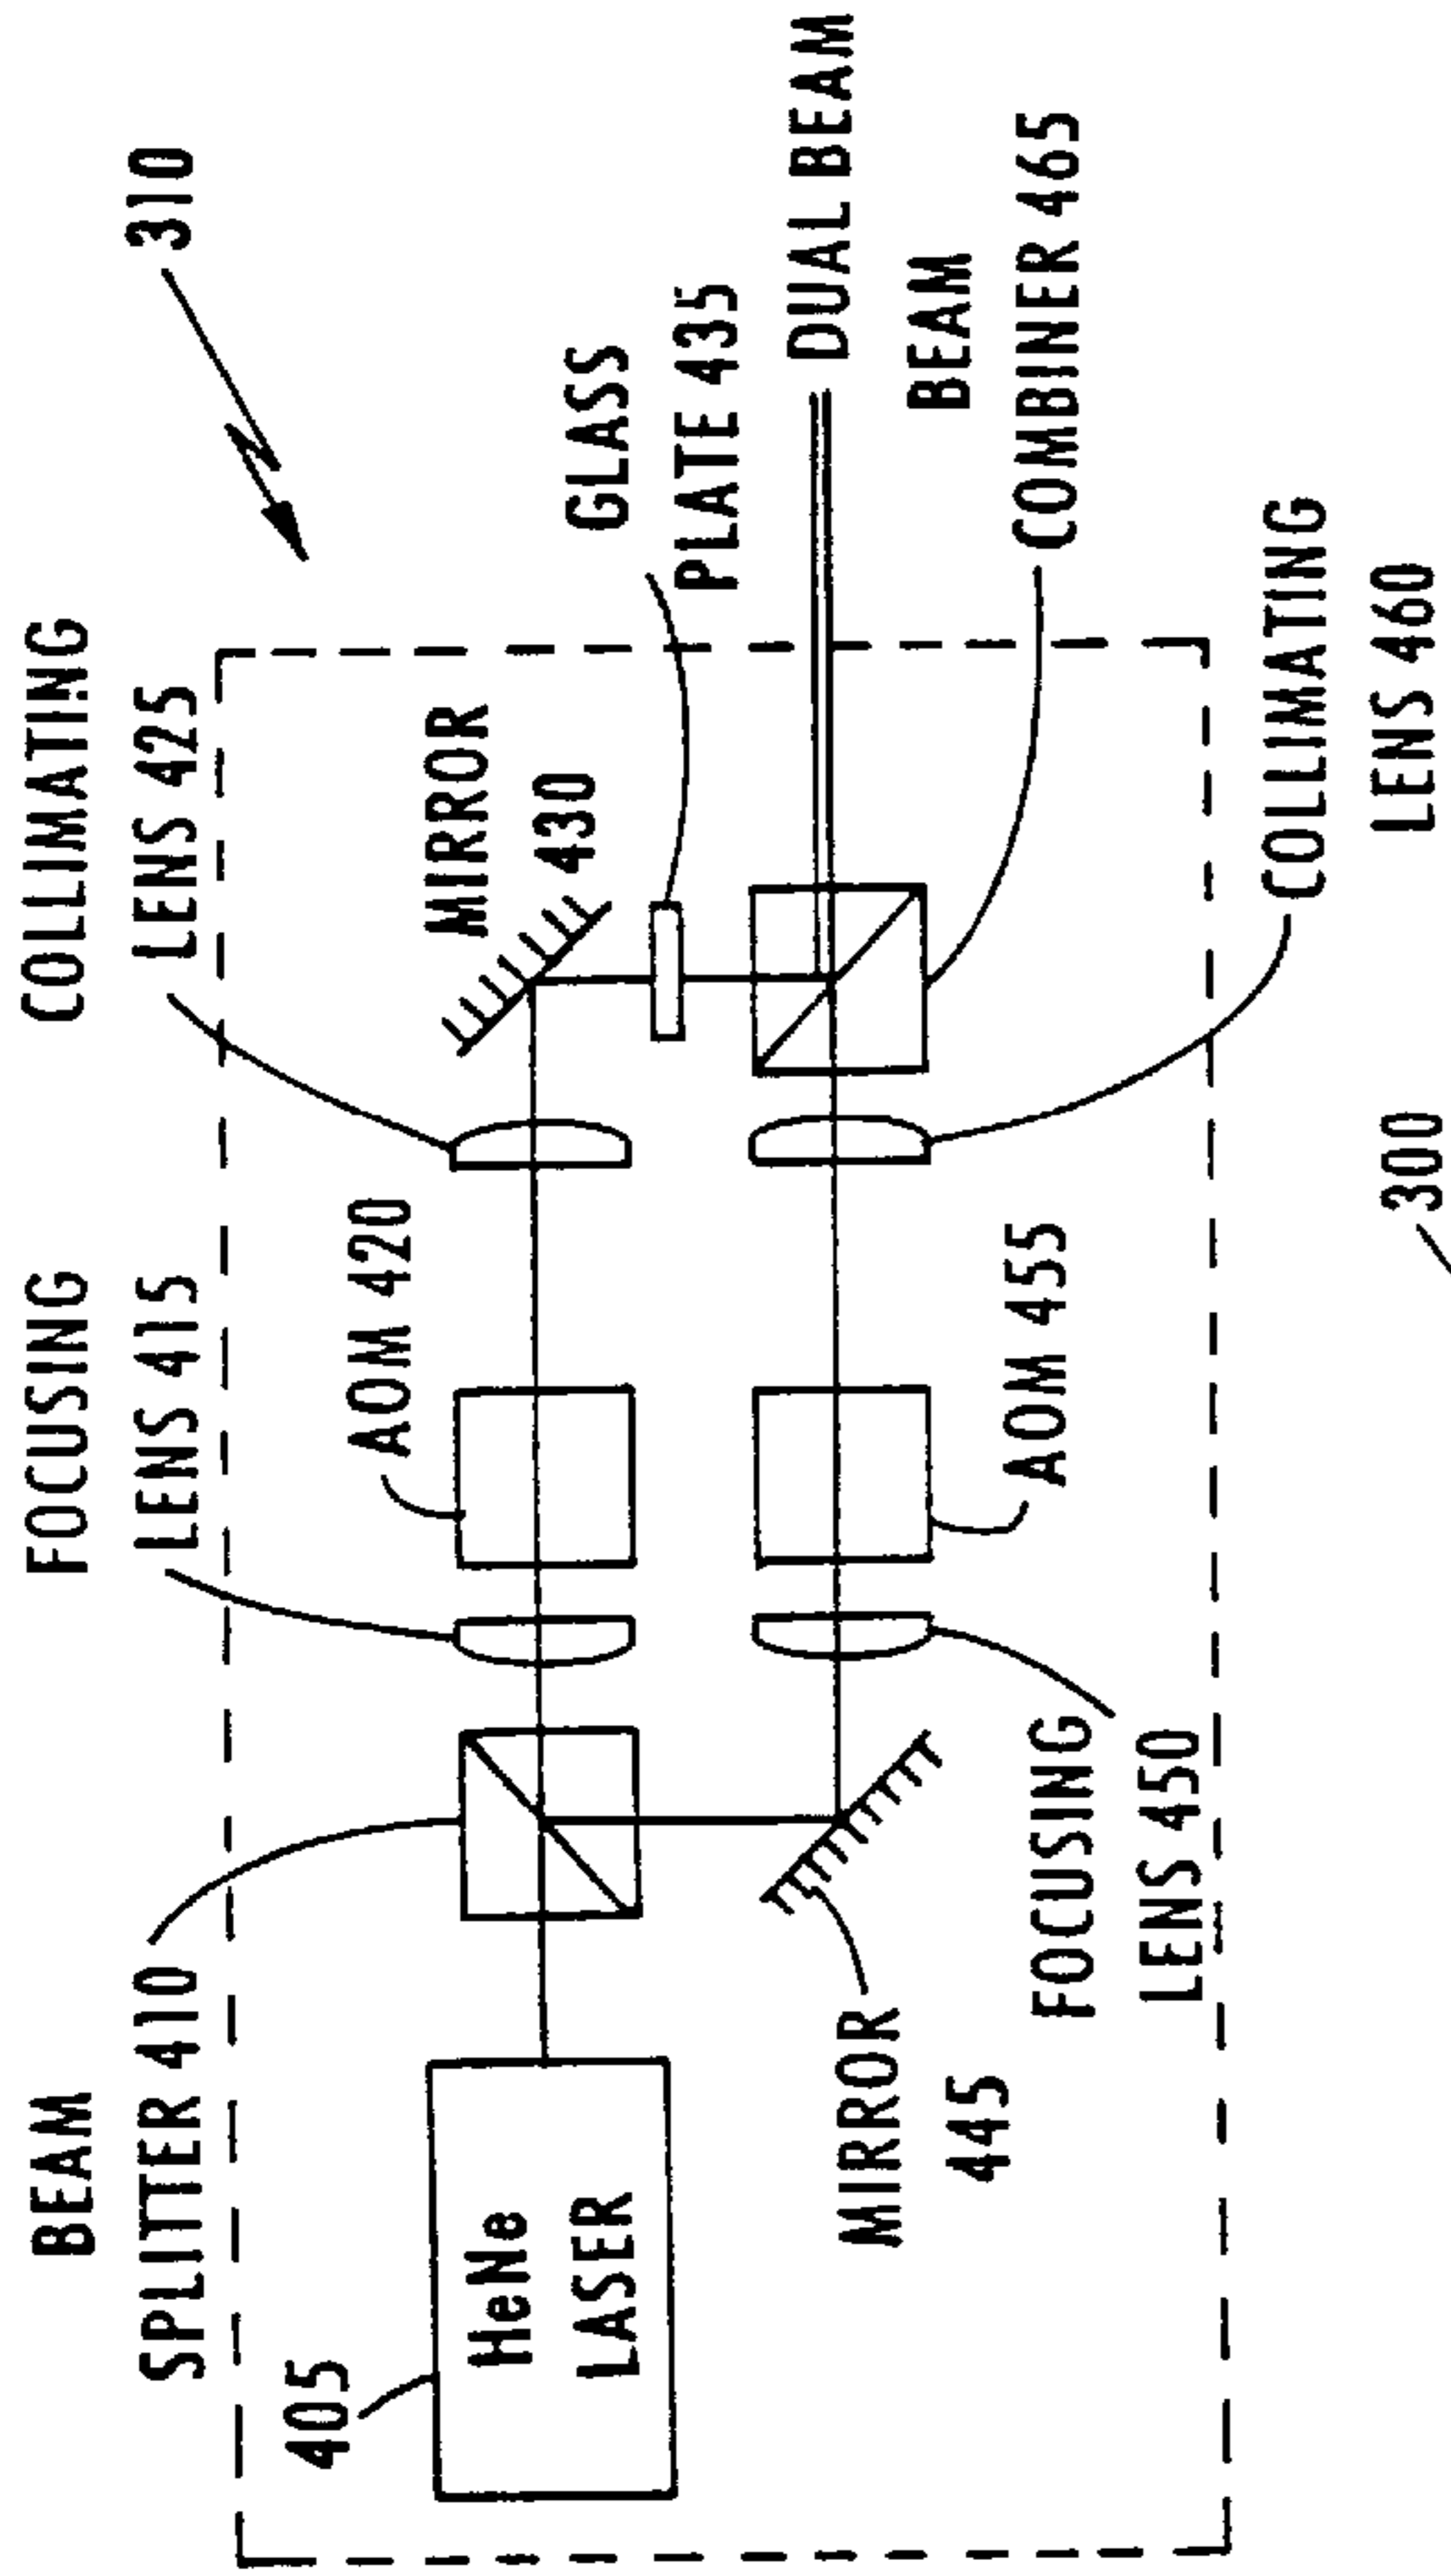 310
COLLIMATING
LENS 425
FOCUSING
LENS 415
BEAM
SPLITTER 410
405
HeNe
LASER
AOM 420
MIRROR
430
GLASS
PLATE 435
DUAL BEAM
BEAM
COMBINER 465
MIRROR
445
AOM 455
FOCUSING
LENS 450
COLLIMATING
LENS 460
300